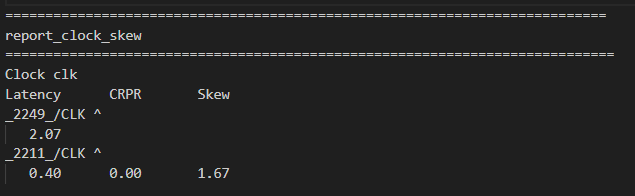 ===========================================================================
report_clock_skew
============================================================================
Clock clk
Latency      CRPR       Skew
_2249_/CLK ^
   2.07
_2211_/CLK ^
   0.40      0.00       1.67